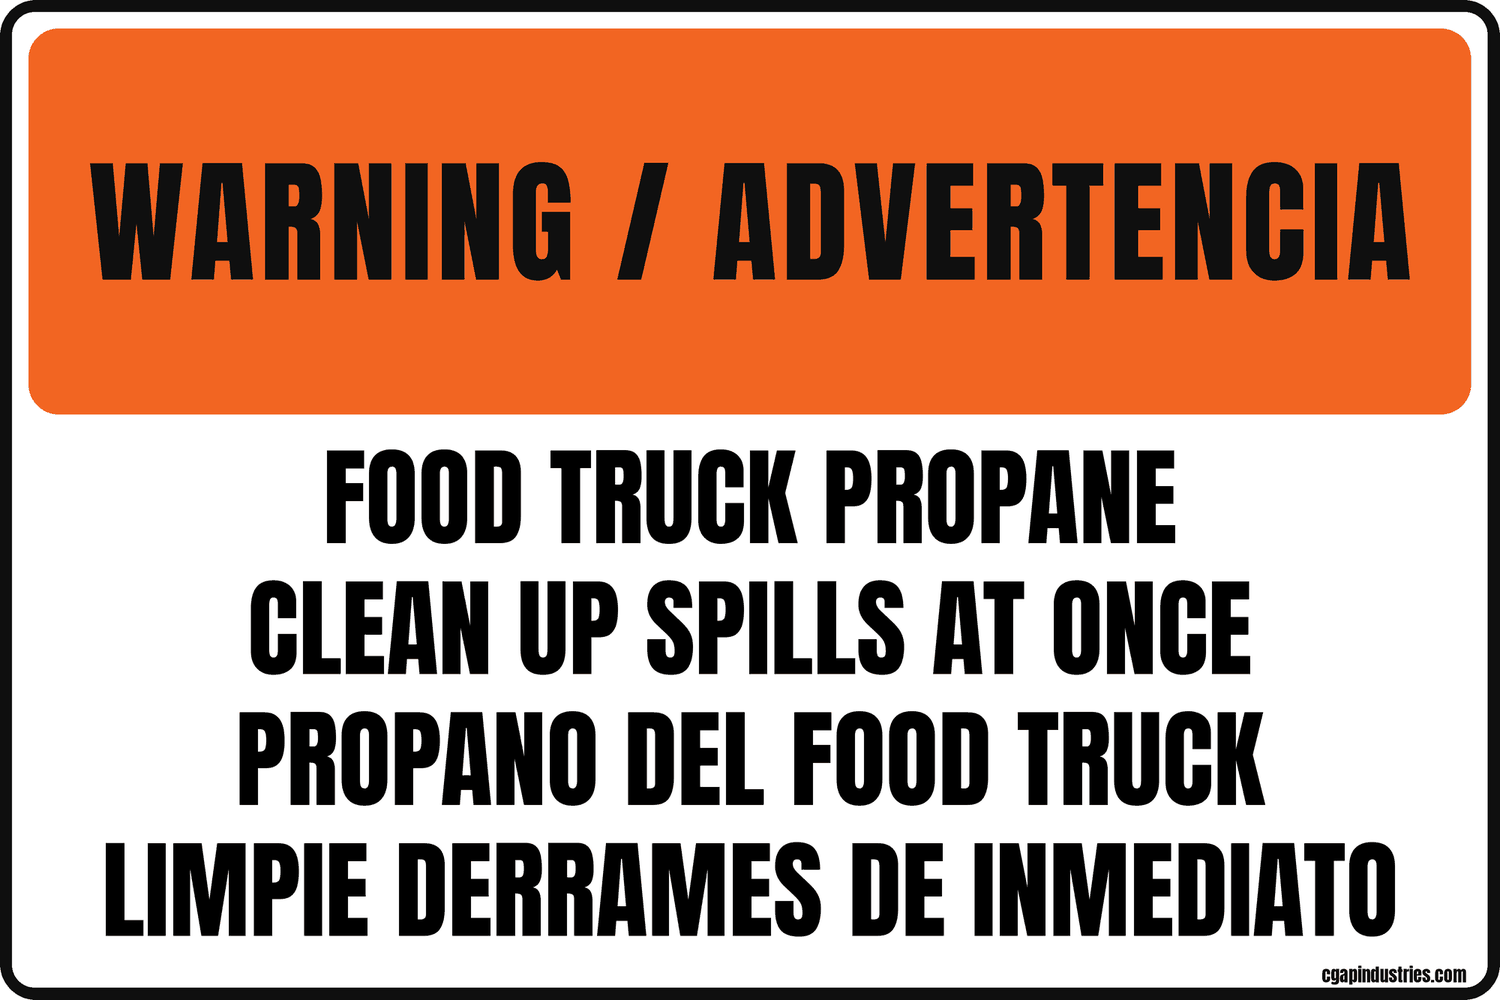 WARNING / ADVERTENCIA
FOOD TRUCK PROPANE
CLEAN UP SPILLS AT ONCE
PROPANO DEL FOOD TRUCK
LIMPIE DERRAMES DE INMEDIATO
cgapindustries.com